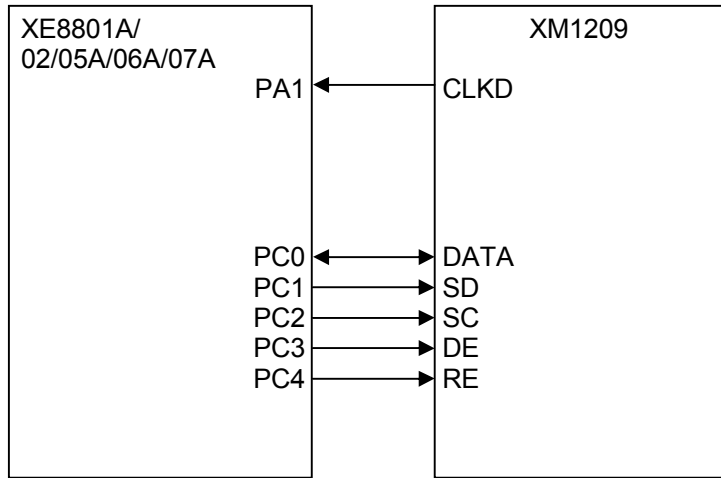 XE8801A/
02/05A/06A/07A
XM1209
PA1
CLKD
PC0
DATA
PC1
SD
PC2
SC
PC3
DE
PC4
RE